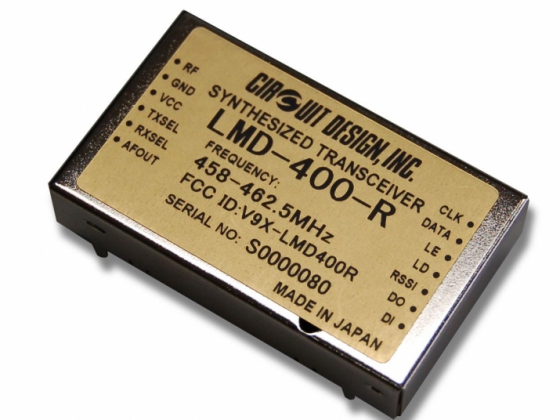 CIRCUIT DESIGN, INC.
SYNTHESIZED TRANSCEIVER
LMD-400-R
FREQUENCY:
458-462.5MHz
FCC ID:V9X-LMD400R
SERIAL NO: S0000080
MADE IN JAPAN
RF
GND
VCC
TXSEL
RXSEL
AFOUT
CLK
DATA
LE
LD
RSSI
DO
DI